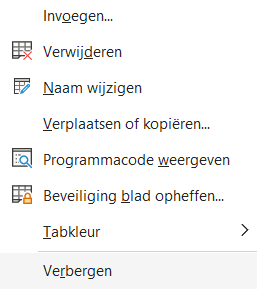 Invoegen...
Verwijderen
Naam wijzigen
Verplaatsen of kopiëren...
Programmacode weergeven
Beveiliging blad opheffen...
Tabkleur
Verbergen